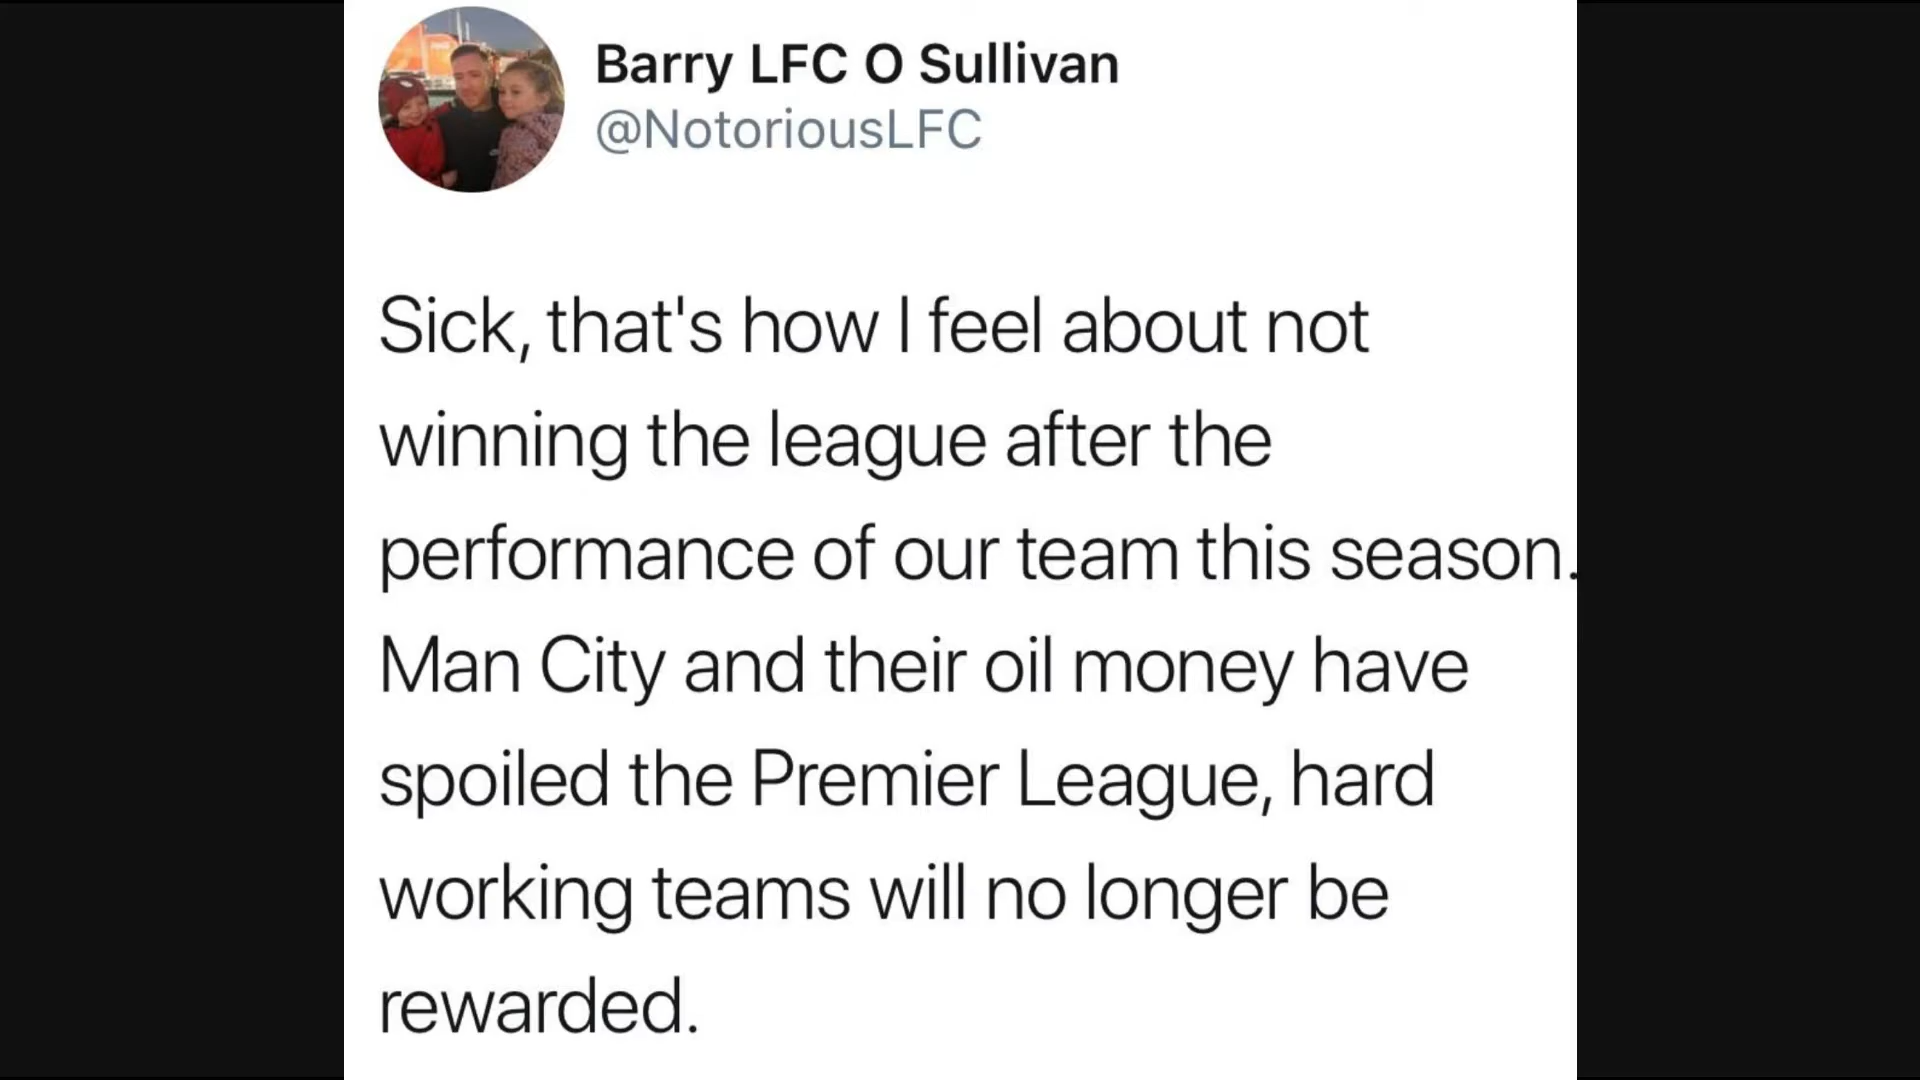 Barry LFC O Sullivan
@NotoriousLFC
Sick, that's how I feel about not
winning the league after the
performance of our team this season.
Man City and their oil money have
spoiled the Premier League, hard
working teams will no longer be
rewarded.